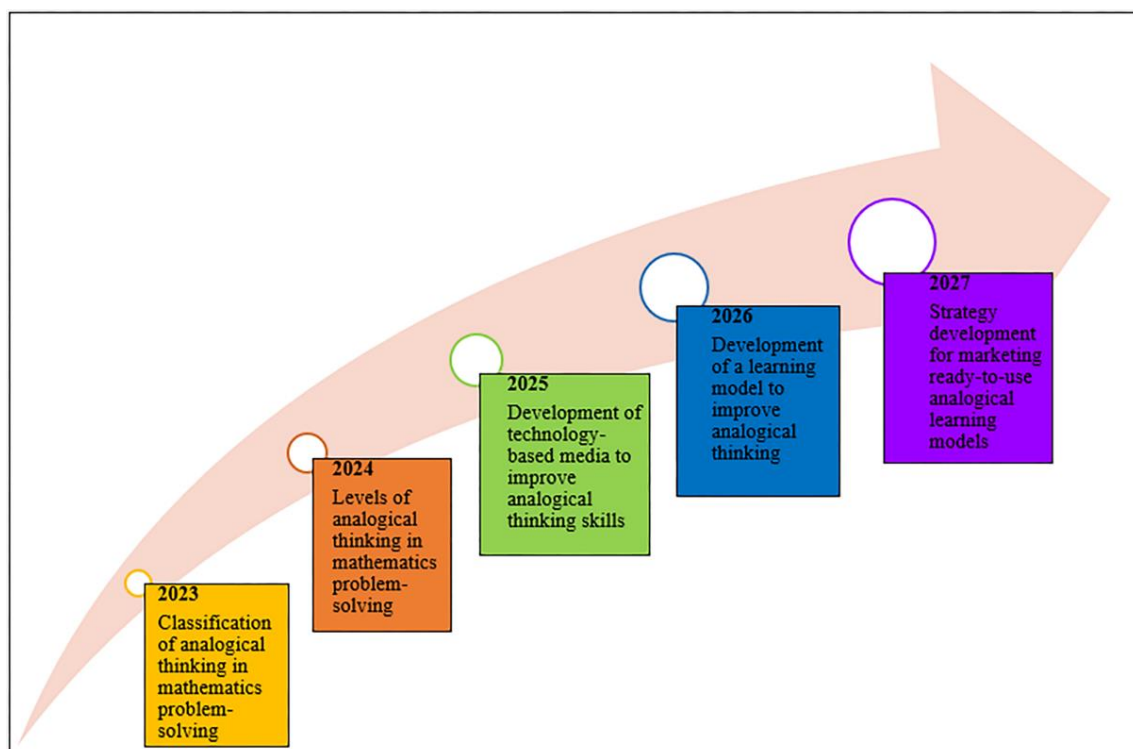 2023
Classification
of analogical
thinking in
mathematics
problem-
solving
2024
Levels of
analogical
thinking in
mathematics
problem-
solving
2025
Development of
technology-
based media to
improve
analogical
thinking skills
2026
Development
of a learning
model to
improve
analogical
thinking
2027
Strategy
development
for marketing
ready-to-use
analogical
learning
models